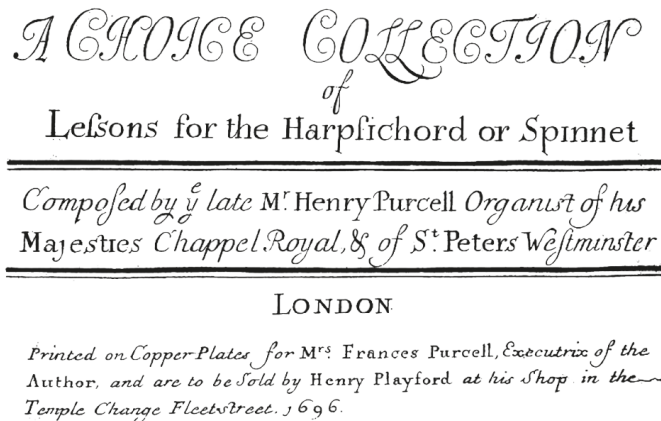 A CHOICE COLLECTION
of
Leſsons for the Harpſichord or Spinnet
Compoſed by yͤ late Mʳ. Henry Purcell Organist of his
Majesties Chappel Royal, & of Sᵗ. Peters Weſtminster
LONDON
Printed on Copper Plates for Mʳˢ. Frances Purcell, Executrix of the
Author, and are to be Sold by Henry Playford at his Shop in the
Temple Change Fleetstreet. 1696.